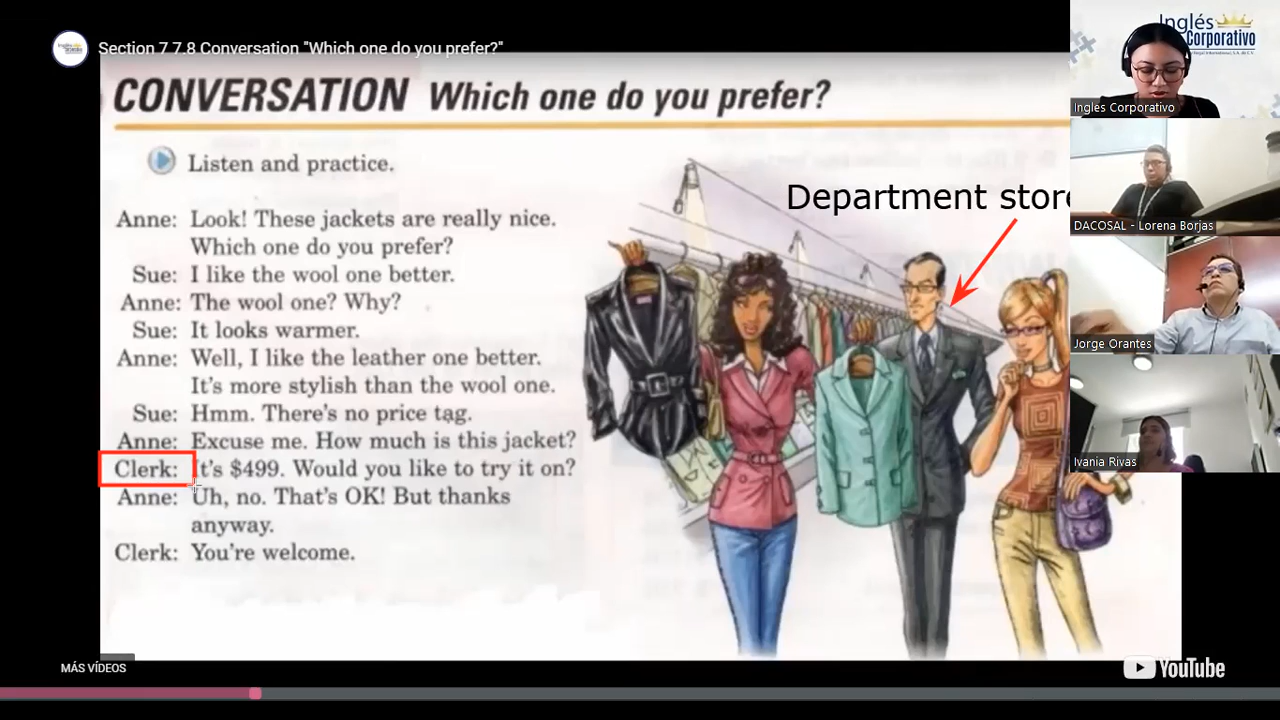 Section 7 7.8 Conversation "Which one do you prefer?"
CONVERSATION Which one do you prefer?
Listen and practice.
Anne: Look! These jackets are really nice.
Which one do you prefer?
Sue: I like the wool one better.
Anne: The wool one? Why?
Sue: It looks warmer.
Anne: Well, I like the leather one better.
It's more stylish than the wool one.
Sue: Hmm. There's no price tag.
Anne: Excuse me. How much is this jacket?
Clerk: It's $499. Would you like to try it on?
Anne: Uh, no. That's OK! But thanks
anyway.
Clerk: You're welcome.
Department store
Inglés
Corporativo
Ingles Corporativo
DACOSAL - Lorena Borjas
Jorge Orantes
Ivania Rivas
MÁS VÍDEOS
YouTube